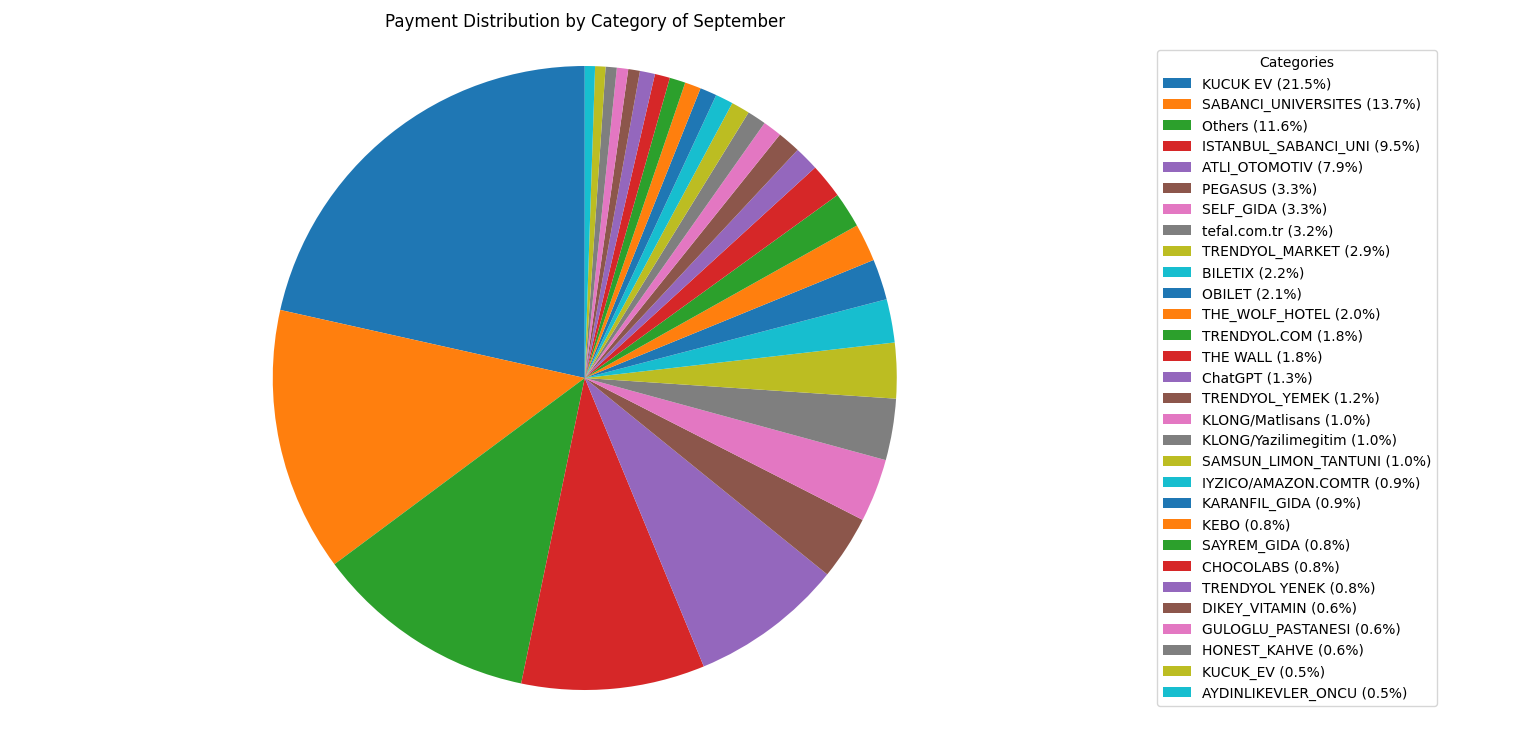 Payment Distribution by Category of September
Categories
KUCUK EV (21.5%)
SABANCI_UNIVERSITES (13.7%)
Others (11.6%)
ISTANBUL_SABANCI_UNI (9.5%)
ATLI_OTOMOTIV (7.9%)
PEGASUS (3.3%)
SELF_GIDA (3.3%)
tefal.com.tr (3.2%)
TRENDYOL_MARKET (2.9%)
BILETIX (2.2%)
OBILET (2.1%)
THE_WOLF_HOTEL (2.0%)
TRENDYOL.COM (1.8%)
THE WALL (1.8%)
ChatGPT (1.3%)
TRENDYOL_YEMEK (1.2%)
KLONG/Matlisans (1.0%)
KLONG/Yazilimegitim (1.0%)
SAMSUN_LIMON_TANTUNI (1.0%)
IYZICO/AMAZON.COMTR (0.9%)
KARANFIL_GIDA (0.9%)
KEBO (0.8%)
SAYREM_GIDA (0.8%)
CHOCOLABS (0.8%)
TRENDYOL YENEK (0.8%)
DIKEY_VITAMIN (0.6%)
GULOGLU_PASTANESI (0.6%)
HONEST_KAHVE (0.6%)
KUCUK_EV (0.5%)
AYDINLIKEVLER_ONCU (0.5%)